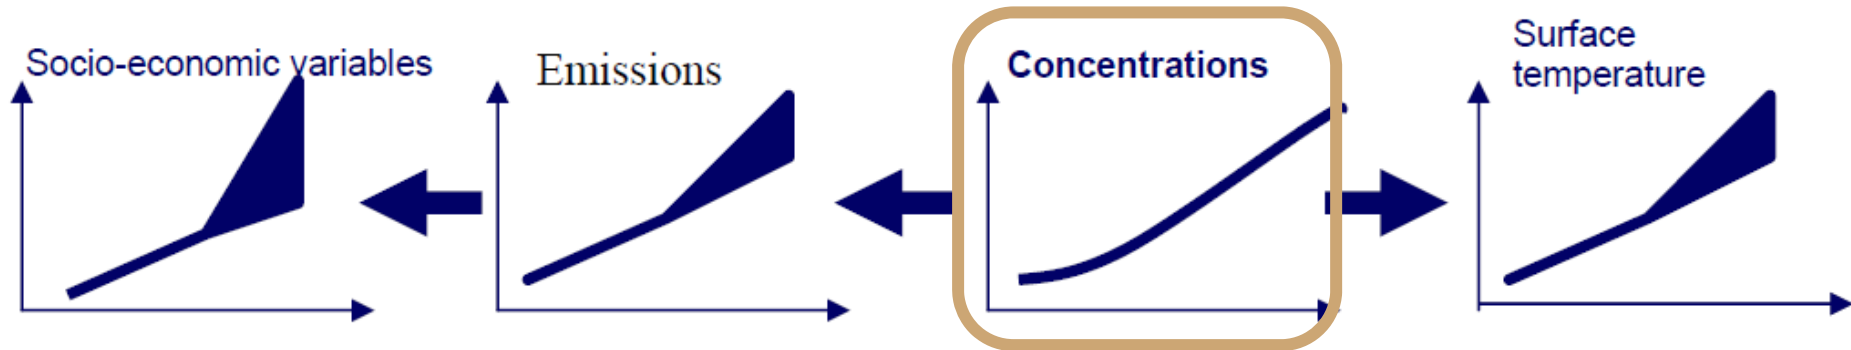 Socio-economic variables
Emissions
Concentrations
Surface
temperature